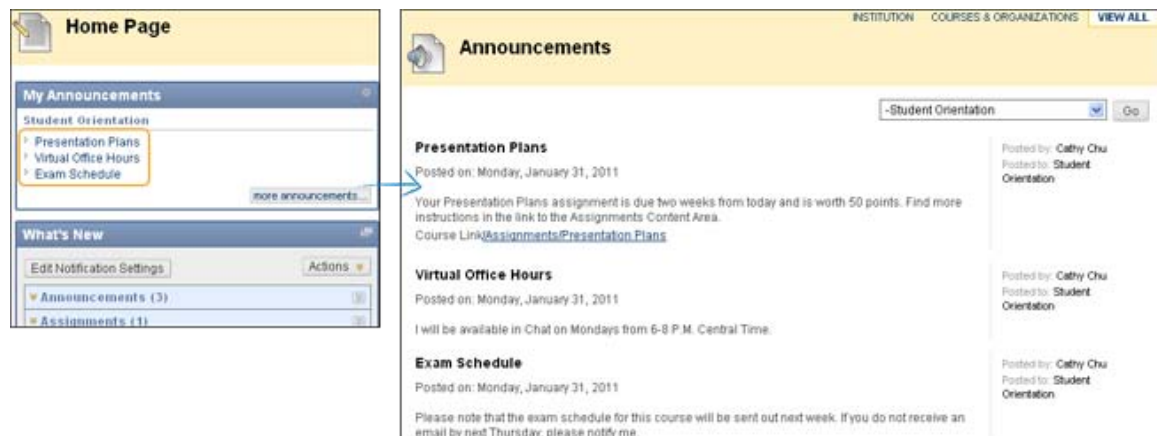 Home Page
My Announcements
Student Orientation
Presentation Plans
Virtual Office Hours
Exam Schedule
more announcements...
What's New
Edit Notification Settings
Actions
Announcements (3)
Assignments (1)
INSTITUTION COURSES & ORGANIZATIONS VIEW ALL
Announcements
-Student Orientation Go
Presentation Plans
Posted on: Monday, January 31, 2011
Your Presentation Plans assignment is due two weeks from today and is worth 50 points. Find more
instructions in the link to the Assignments Content Area.
Course Link/Assignments/Presentation Plans
Posted by: Cathy Chu
Posted to: Student
Orientation
Virtual Office Hours
Posted on: Monday, January 31, 2011
I will be available in Chat on Mondays from 6-8 P.M. Central Time.
Posted by: Cathy Chu
Posted to: Student
Orientation
Exam Schedule
Posted on: Monday, January 31, 2011
Please note that the exam schedule for this course will be sent out next week. If you do not receive an
email by next Thursday, please notify me.
Posted by: Cathy Chu
Posted to: Student
Orientation